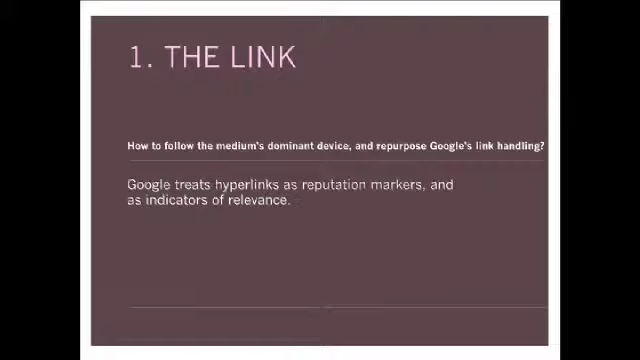 1. THE LINK
How to follow the medium's dominant device, and repurpose Google's link handling?
Google treats hyperlinks as reputation markers, and
as indicators of relevance.